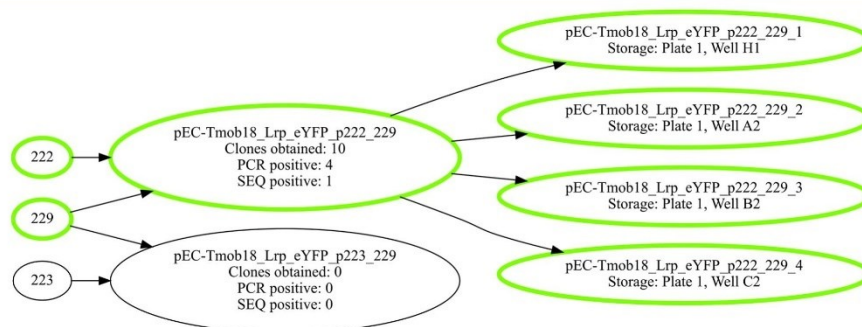 222
229
223
pEC-Tmob18_Lrp_eYFP_p222_229
Clones obtained: 10
PCR positive: 4
SEQ positive: 1
pEC-Tmob18_Lrp_eYFP_p223_229
Clones obtained: 0
PCR positive: 0
SEQ positive: 0
pEC-Tmob18_Lrp_eYFP_p222_229_1
Storage: Plate 1, Well H1
pEC-Tmob18_Lrp_eYFP_p222_229_2
Storage: Plate 1, Well A2
pEC-Tmob18_Lrp_eYFP_p222_229_3
Storage: Plate 1, Well B2
pEC-Tmob18_Lrp_eYFP_p222_229_4
Storage: Plate 1, Well C2